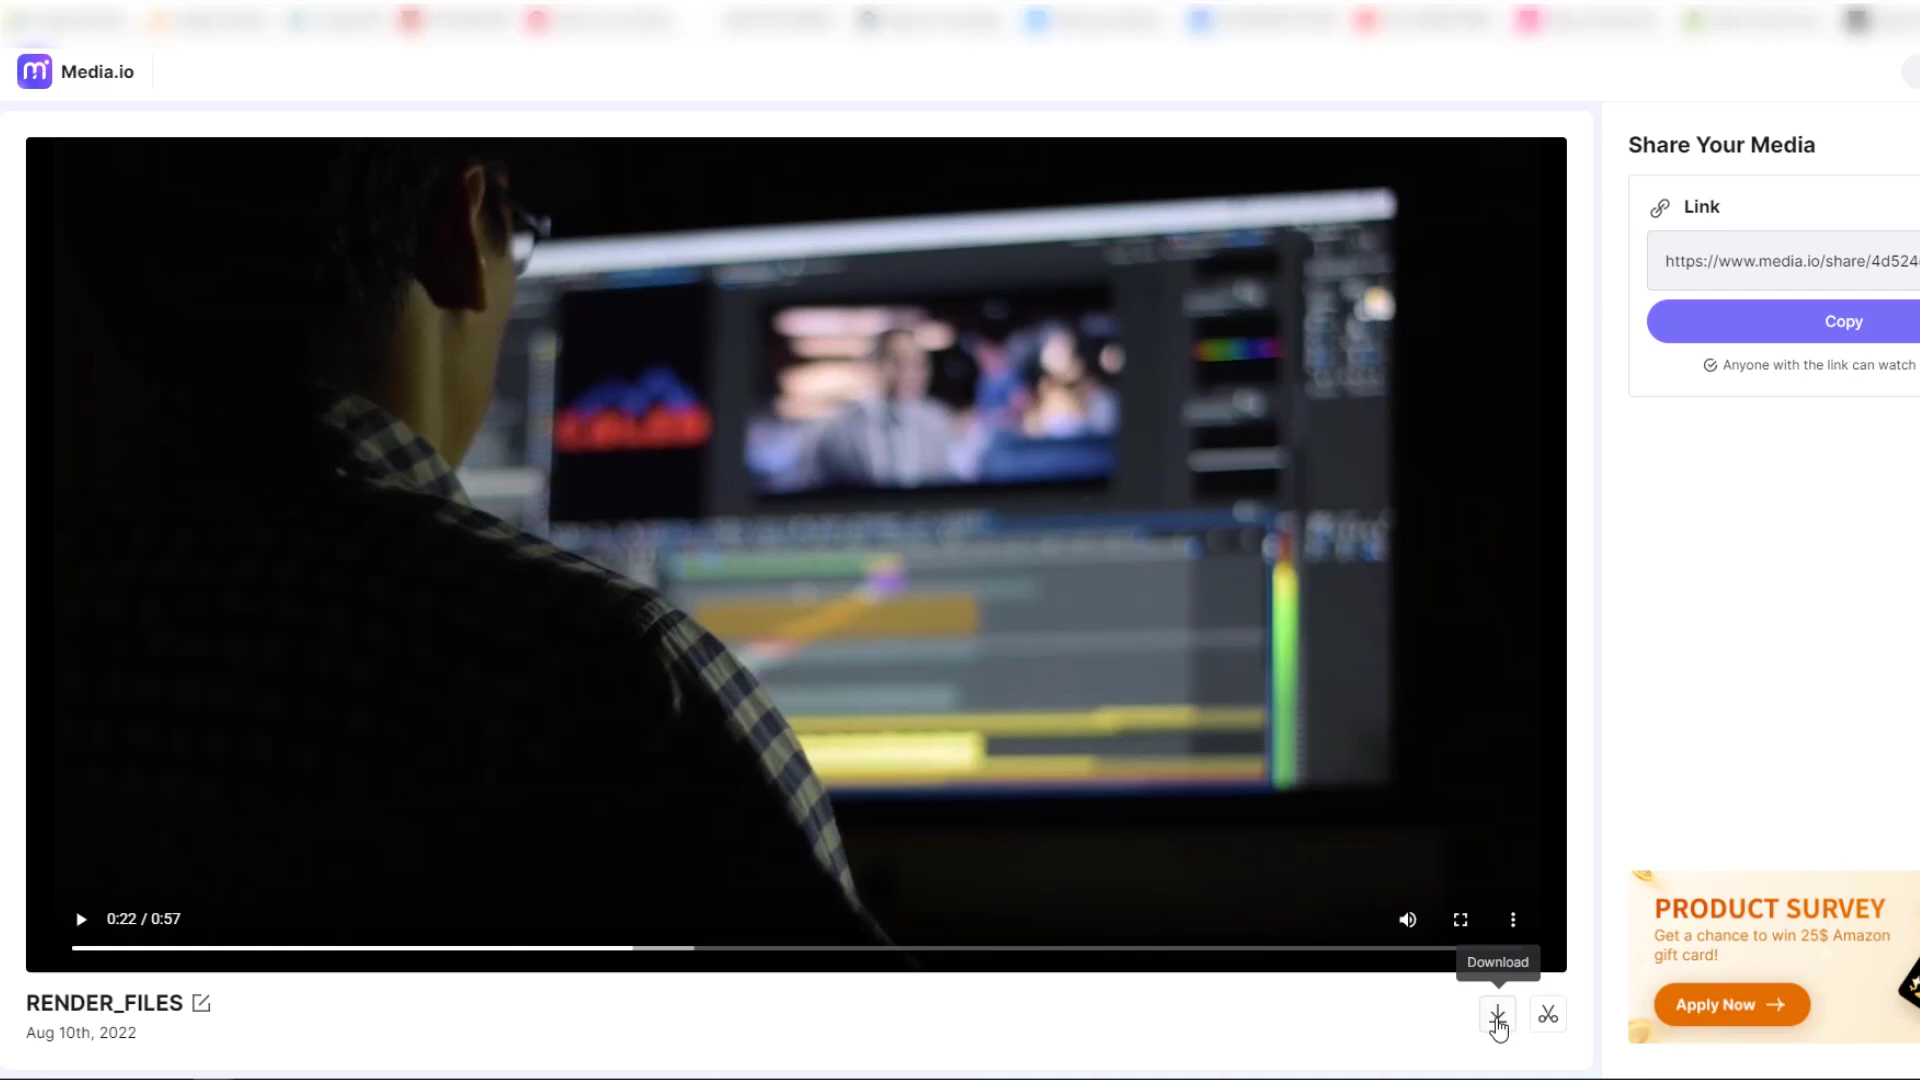 Media.io
Share Your Media
Link
https://www.media.io/share/4d524
Copy
Anyone with the link can watch
0:22 / 0:57
Download
RENDER_FILES
Aug 10th, 2022
PRODUCT SURVEY
Get a chance to win 25$ Amazon
gift card!
Apply Now